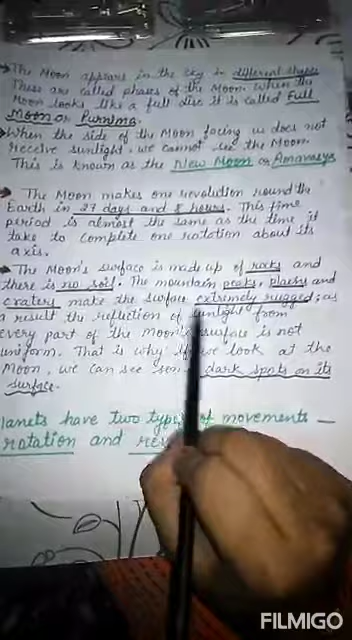 → The Moon appears in the sky in different shapes
These are called phases of the Moon. When the
Moon looks like a full disc it is called Full
Moon or Purnima.
→ When the side of the Moon facing us does not
receive sunlight, we cannot see the Moon.
This is known as the New Moon or Amavasya
→ The Moon makes one revolution round the
Earth in 27 days and 8 hours. This time
period is almost the same as the time it
take to complete one rotation about its
axis.
→ The Moon's surface is made up of rocks and
there is no soil. The mountain peaks, plains and
craters make the surface extremely rugged; as
a result the reflection of sunlight from
every part of the Moon's surface is not
uniform. That is why if we look at the
Moon, we can see dark spots on its
surface.
lanets have two types of movements —
rotation and
FILMIGO